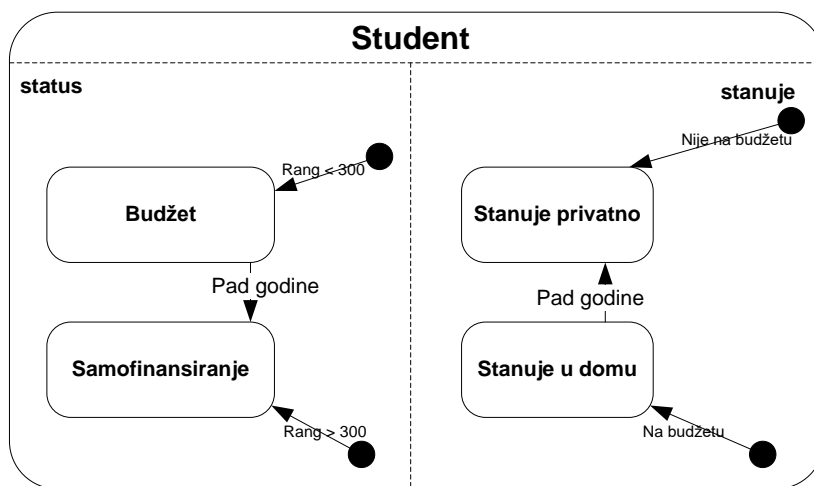 Student
status
Rang < 300
Budžet
Pad godine
Samofinansiranje
Rang > 300
stanuje
Nije na budžetu
Stanuje privatno
Pad godine
Stanuje u domu
Na budžetu